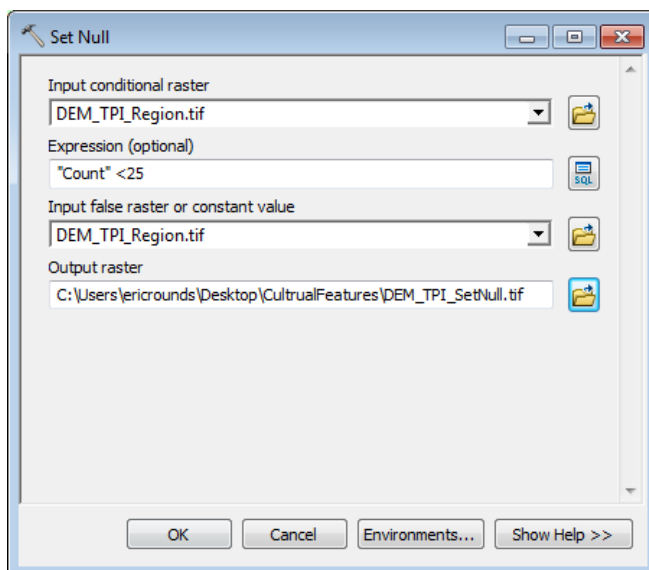 Set Null
Input conditional raster
DEM_TPI_Region.tif
Expression (optional)
"Count" <25
SQL
Input false raster or constant value
DEM_TPI_Region.tif
Output raster
C:\Users\ericrounds\Desktop\CultrualFeatures\DEM_TPI_SetNull.tif
OK Cancel Environments... Show Help >>